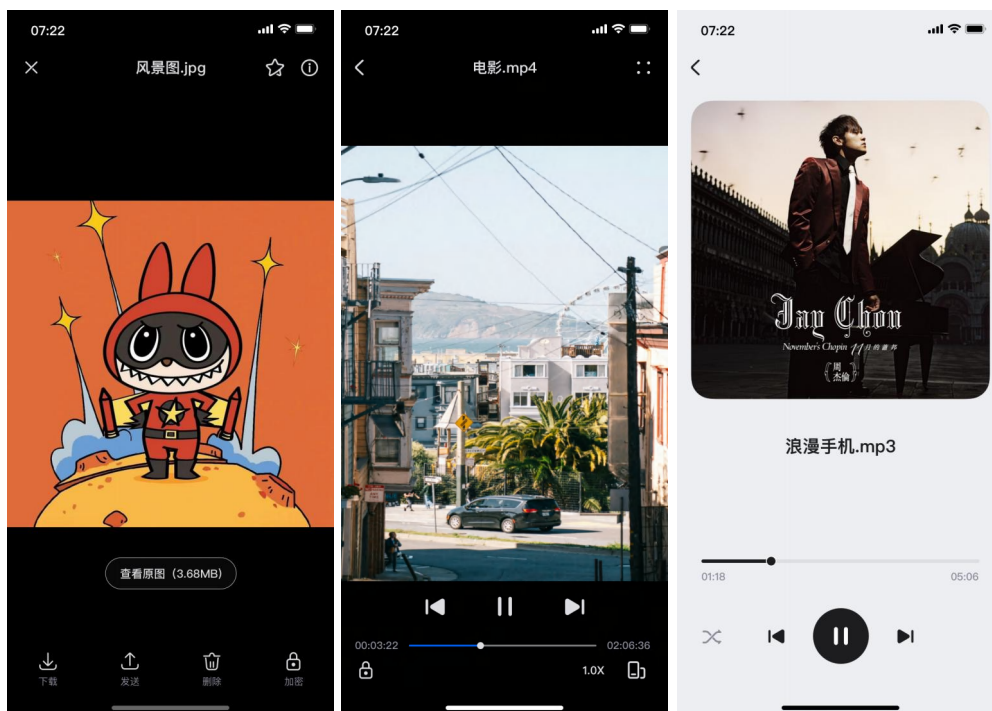 07:22
风景图.jpg
查看原图（3.68MB）
下载
发送
删除
加密
07:22
电影.mp4
00:03:22
02:06:36
1.0X
07:22
Jay Chou
November's Chopin 11月的蕭邦
周
杰倫
浪漫手机.mp3
01:18
05:06